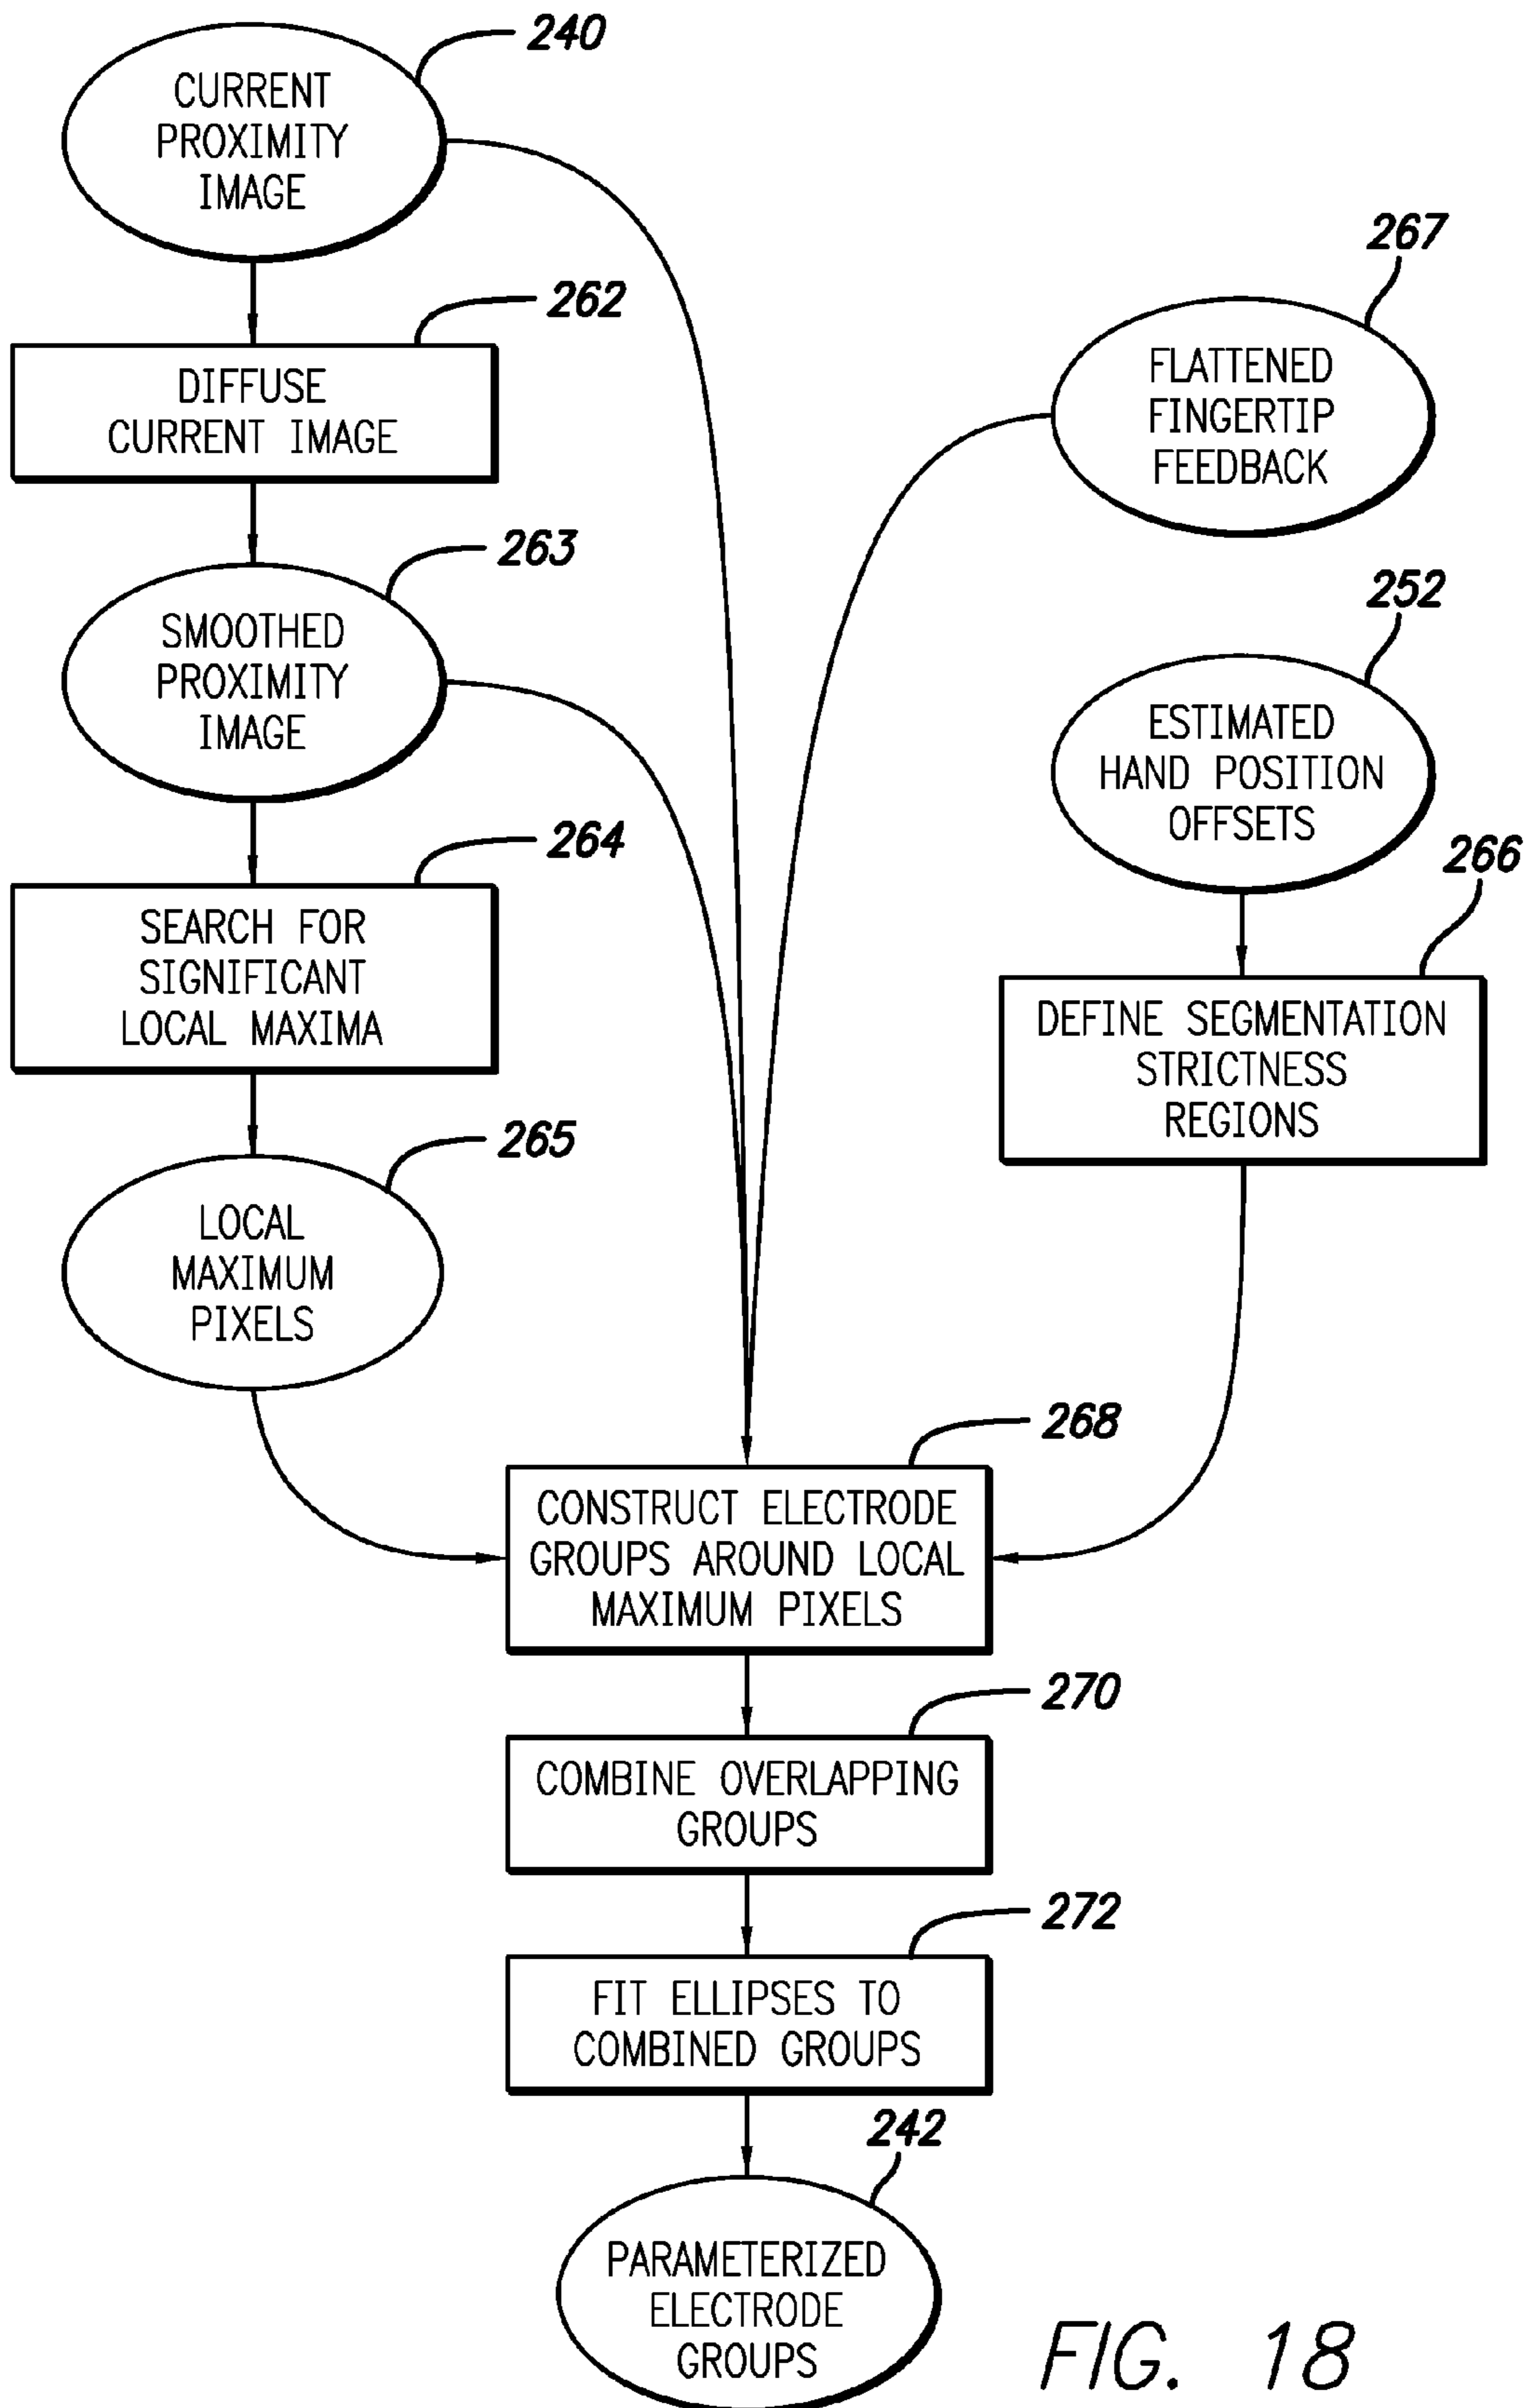 240
CURRENT
PROXIMITY
IMAGE
262
DIFFUSE
CURRENT IMAGE
263
SMOOTHED
PROXIMITY
IMAGE
264
SEARCH FOR
SIGNIFICANT
LOCAL MAXIMA
265
LOCAL
MAXIMUM
PIXELS
267
FLATTENED
FINGERTIP
FEEDBACK
252
ESTIMATED
HAND POSITION
OFFSETS
266
DEFINE SEGMENTATION
STRICTNESS
REGIONS
268
CONSTRUCT ELECTRODE
GROUPS AROUND LOCAL
MAXIMUM PIXELS
270
COMBINE OVERLAPPING
GROUPS
272
FIT ELLIPSES TO
COMBINED GROUPS
242
PARAMETERIZED
ELECTRODE
GROUPS
FIG. 18